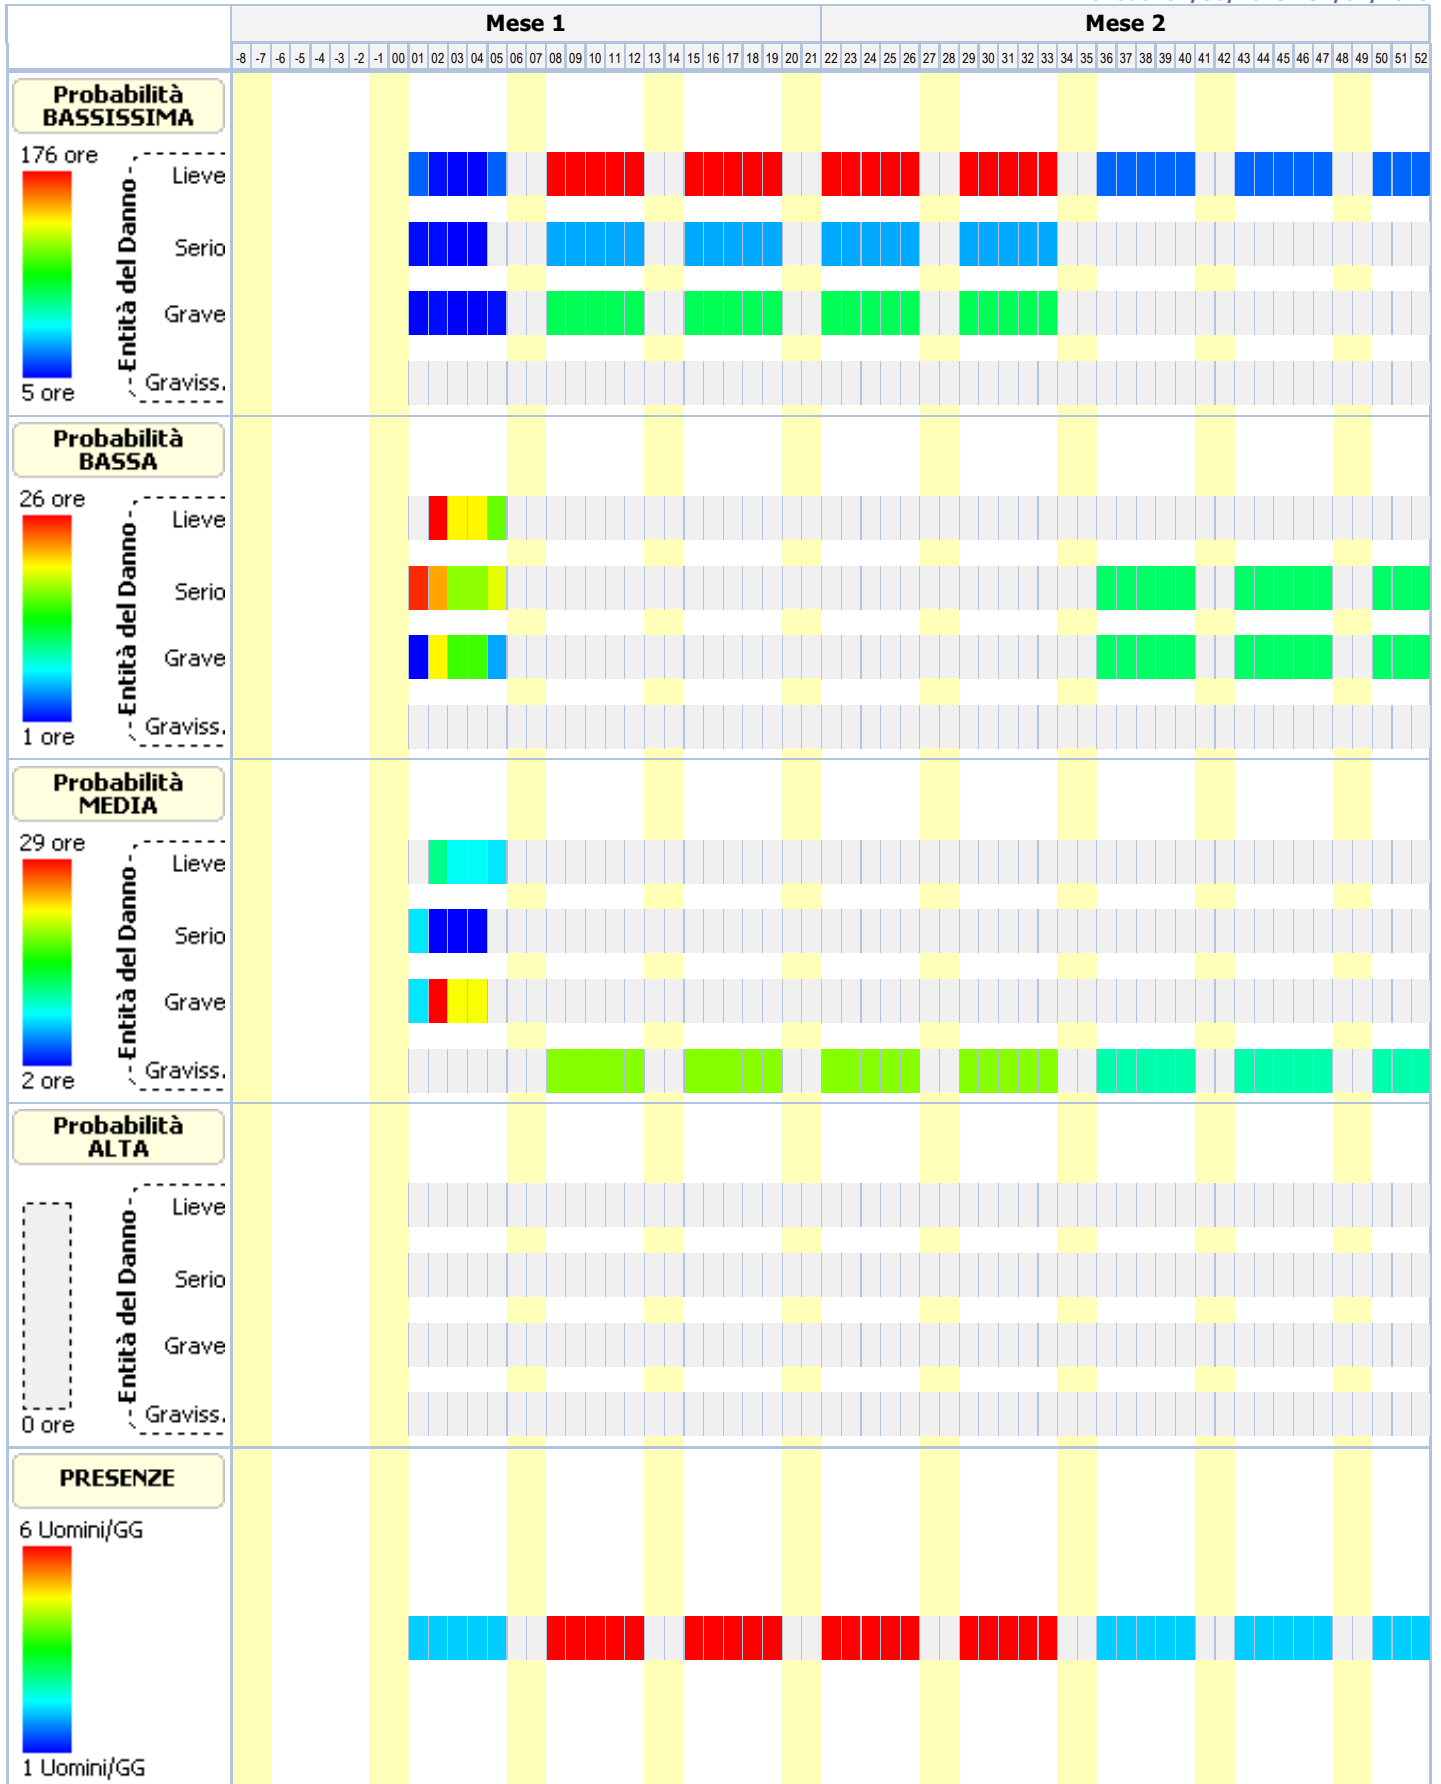 Mese 1 Mese 2
-8 -7 -6 -5 -4 -3 -2 -1 00 01 02 03 04 05 06 07 08 09 10 11 12 13 14 15 16 17 18 19 20 21 22 23 24 25 26 27 28 29 30 31 32 33 34 35 36 37 38 39 40 41 42 43 44 45 46 47 48 49 50 51 52
Probabilità
BASSISSIMA
176 ore
Entità del Danno
Lieve
Serio
Grave
Graviss.
5 ore
Probabilità
BASSA
26 ore
Entità del Danno
Lieve
Serio
Grave
Graviss.
1 ore
Probabilità
MEDIA
29 ore
Entità del Danno
Lieve
Serio
Grave
Graviss.
2 ore
Probabilità
ALTA
Entità del Danno
Lieve
Serio
Grave
Graviss.
0 ore
PRESENZE
6 Uomini/GG
1 Uomini/GG